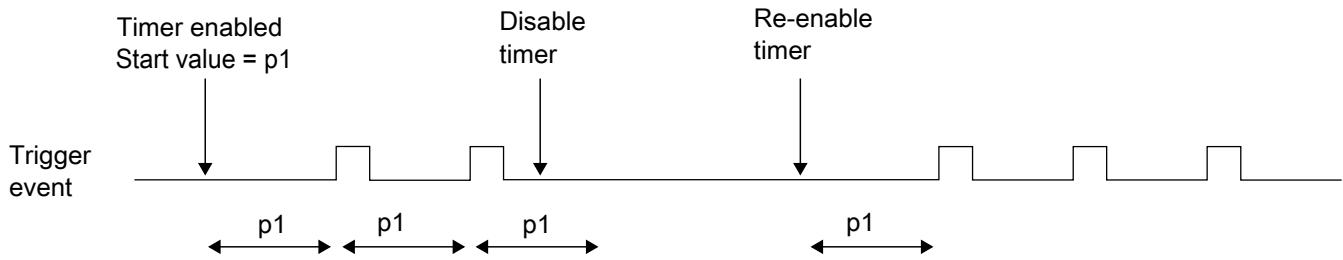 Timer enabled
Start value = p1
Disable
timer
Re-enable
timer
Trigger
event
p1
p1
p1
p1